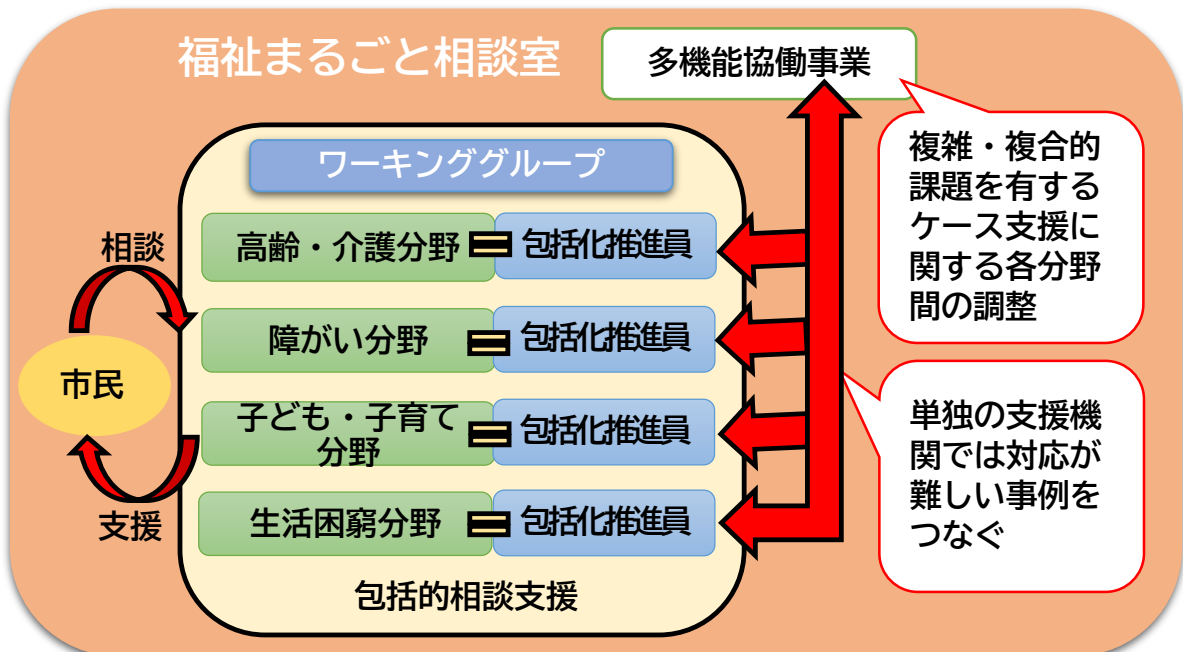 福祉まるごと相談室
多機能協働事業
ワーキンググループ
高齢・介護分野
包括化推進員
障がい分野
包括化推進員
子ども・子育て
分野
包括化推進員
生活困窮分野
包括化推進員
包括的相談支援
相談
市民
支援
複雑・複合的
課題を有する
ケース支援に
関する各分野
間の調整
単独の支援機
関では対応が
難しい事例を
つなぐ